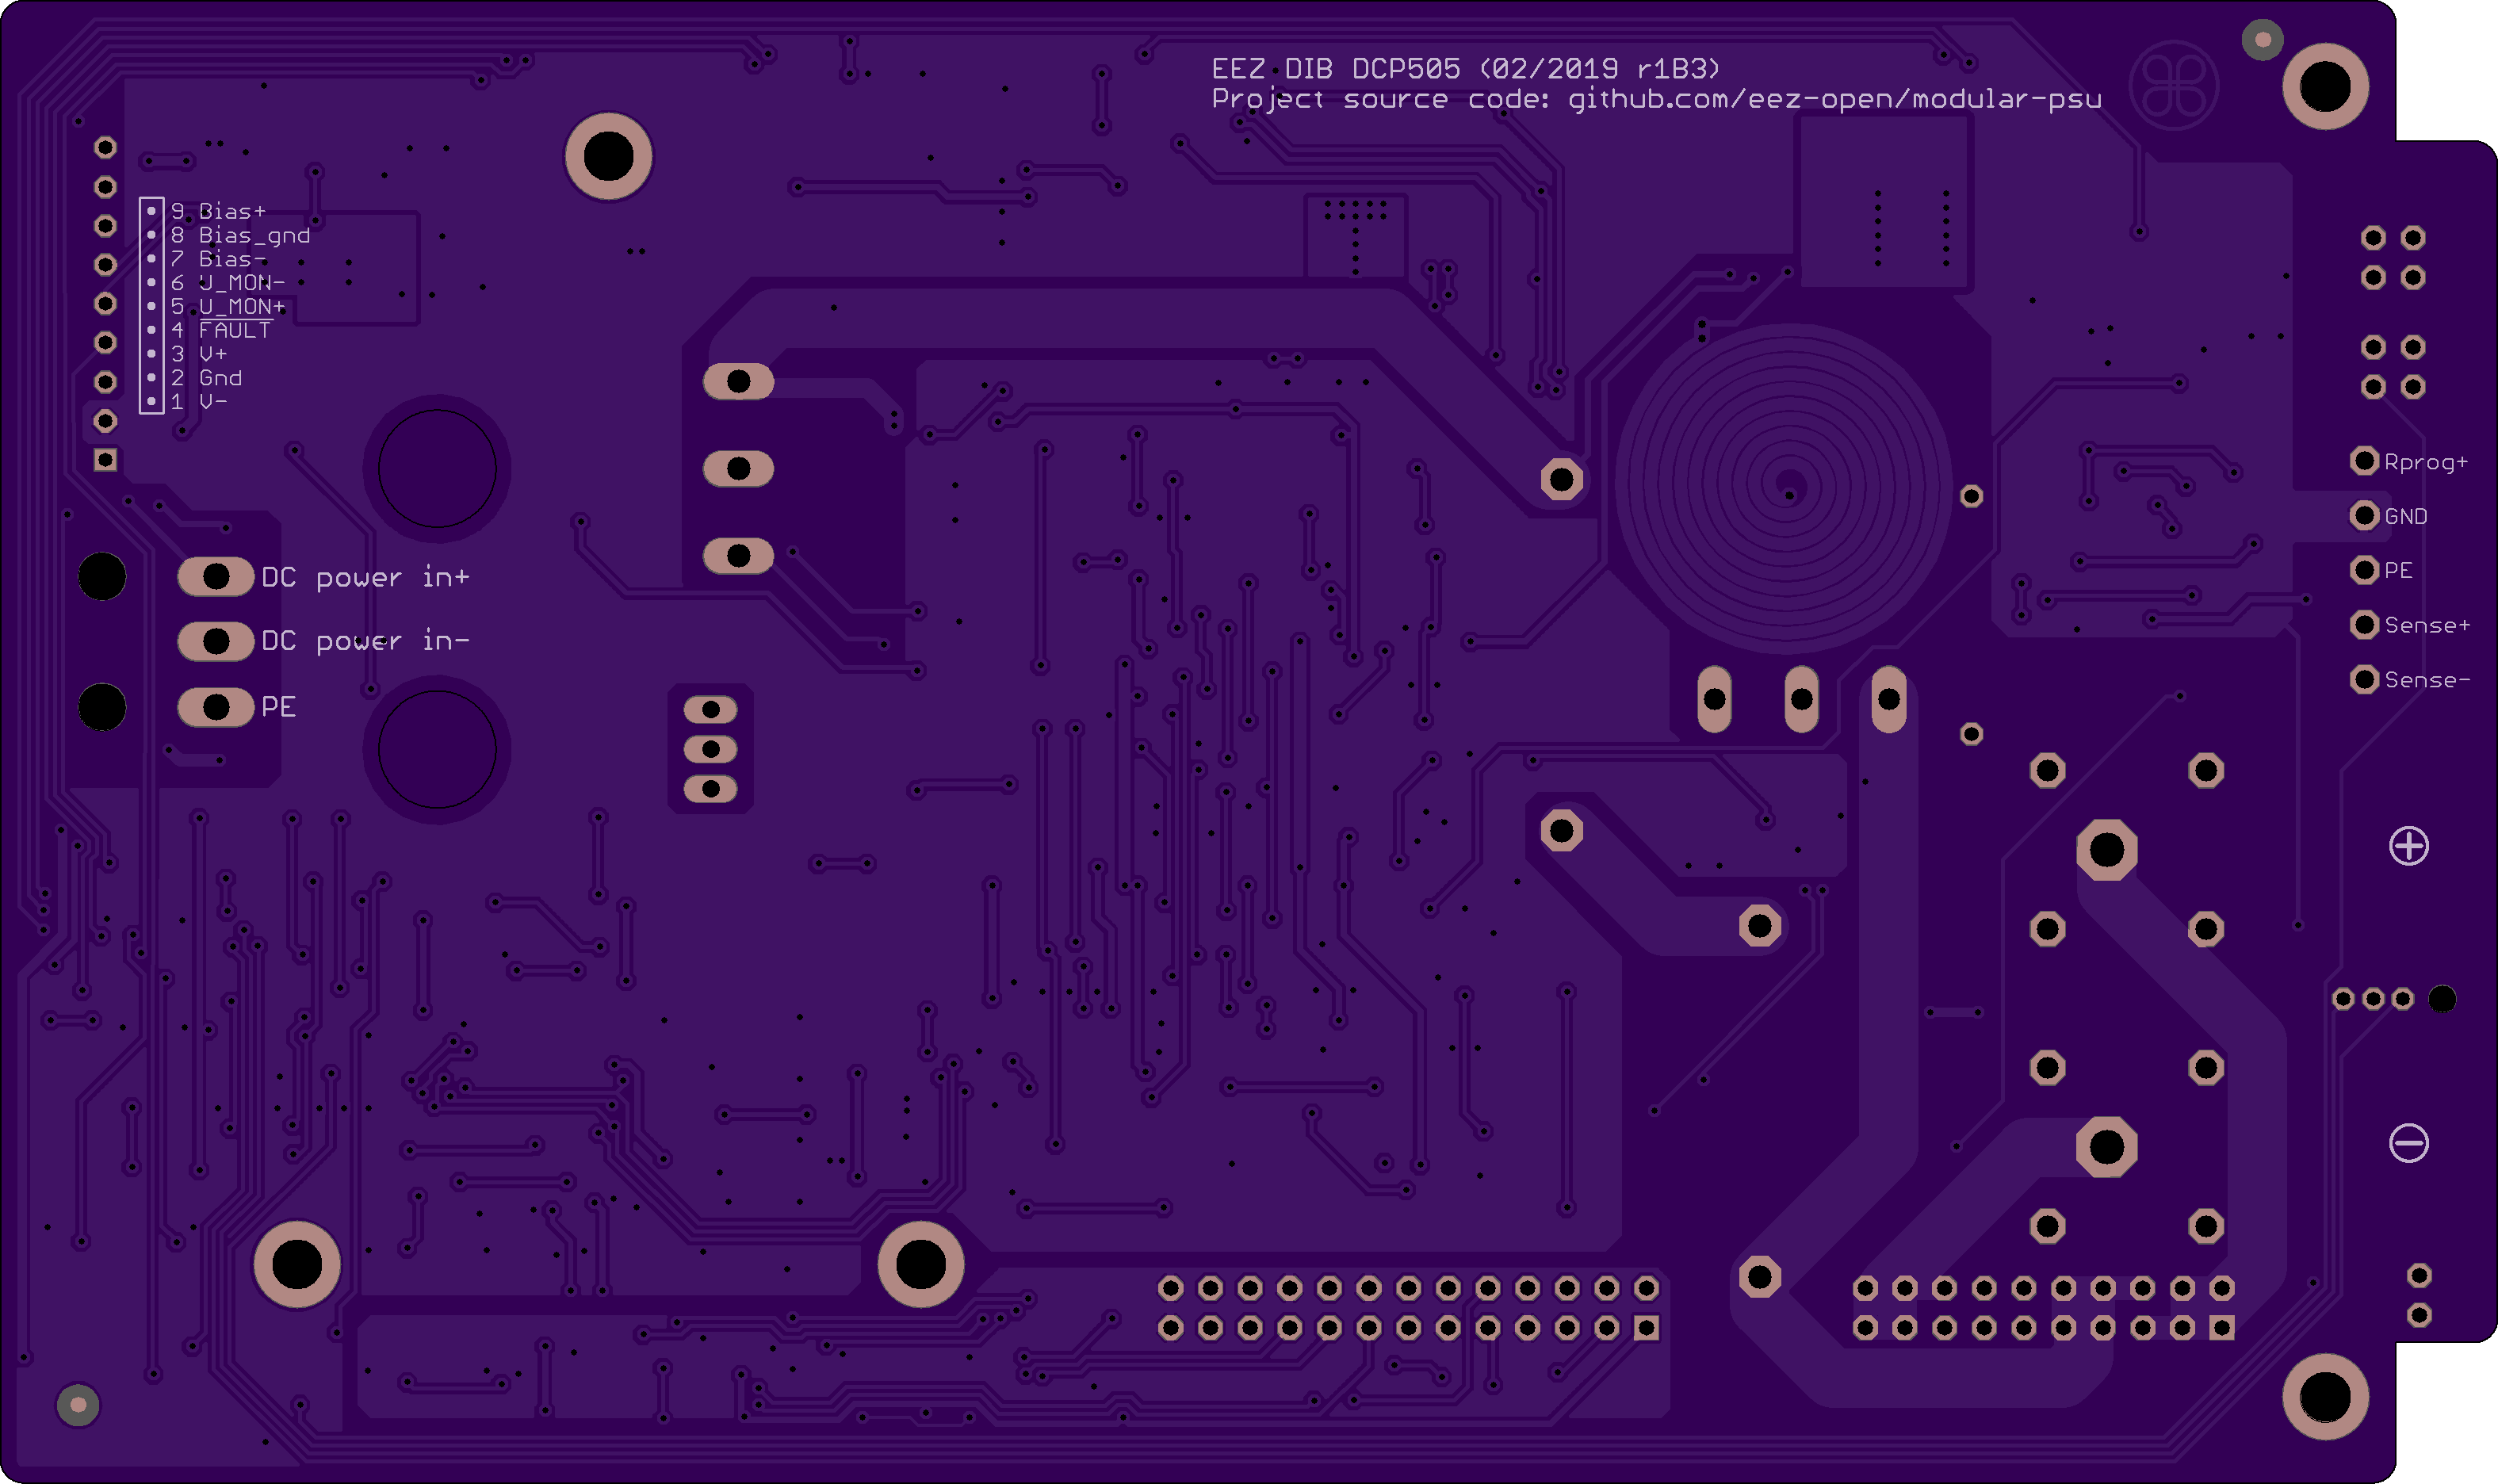 EEZ DIB DCP505 (02/2019 r1B3)
Project source code: github.com/eez-open/modular-psu
9 Bias+
8 Bias_gnd
7 Bias-
6 U_MON-
5 U_MON+
4 FAULT
3 V+
2 Gnd
1 V-
DC power in+
DC power in-
PE
Rprog+
GND
PE
Sense+
Sense-
+
-